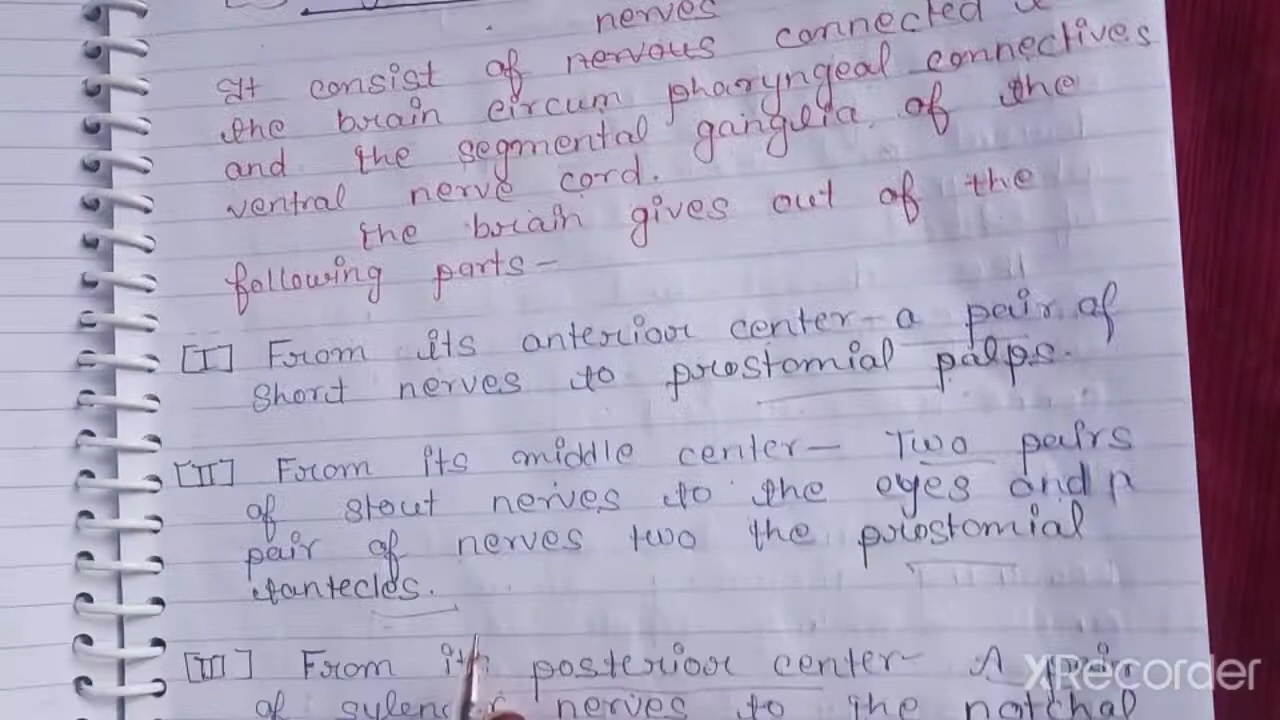 nerves
It consist of nervous connected
the brain circum pharyngeal connectives
and the segmental ganglia of the
ventral nerve cord.
the brain gives out of the
following parts-
[I] From its anterior center- a pair of
short nerves to prostomial palps.
[II] From its middle center- Two pairs
of stout nerves to the eyes and
pair of nerves two the prostomial
tantecles.
[III] From its posterior center- A pair
of nerves to the notchal
XRecorder